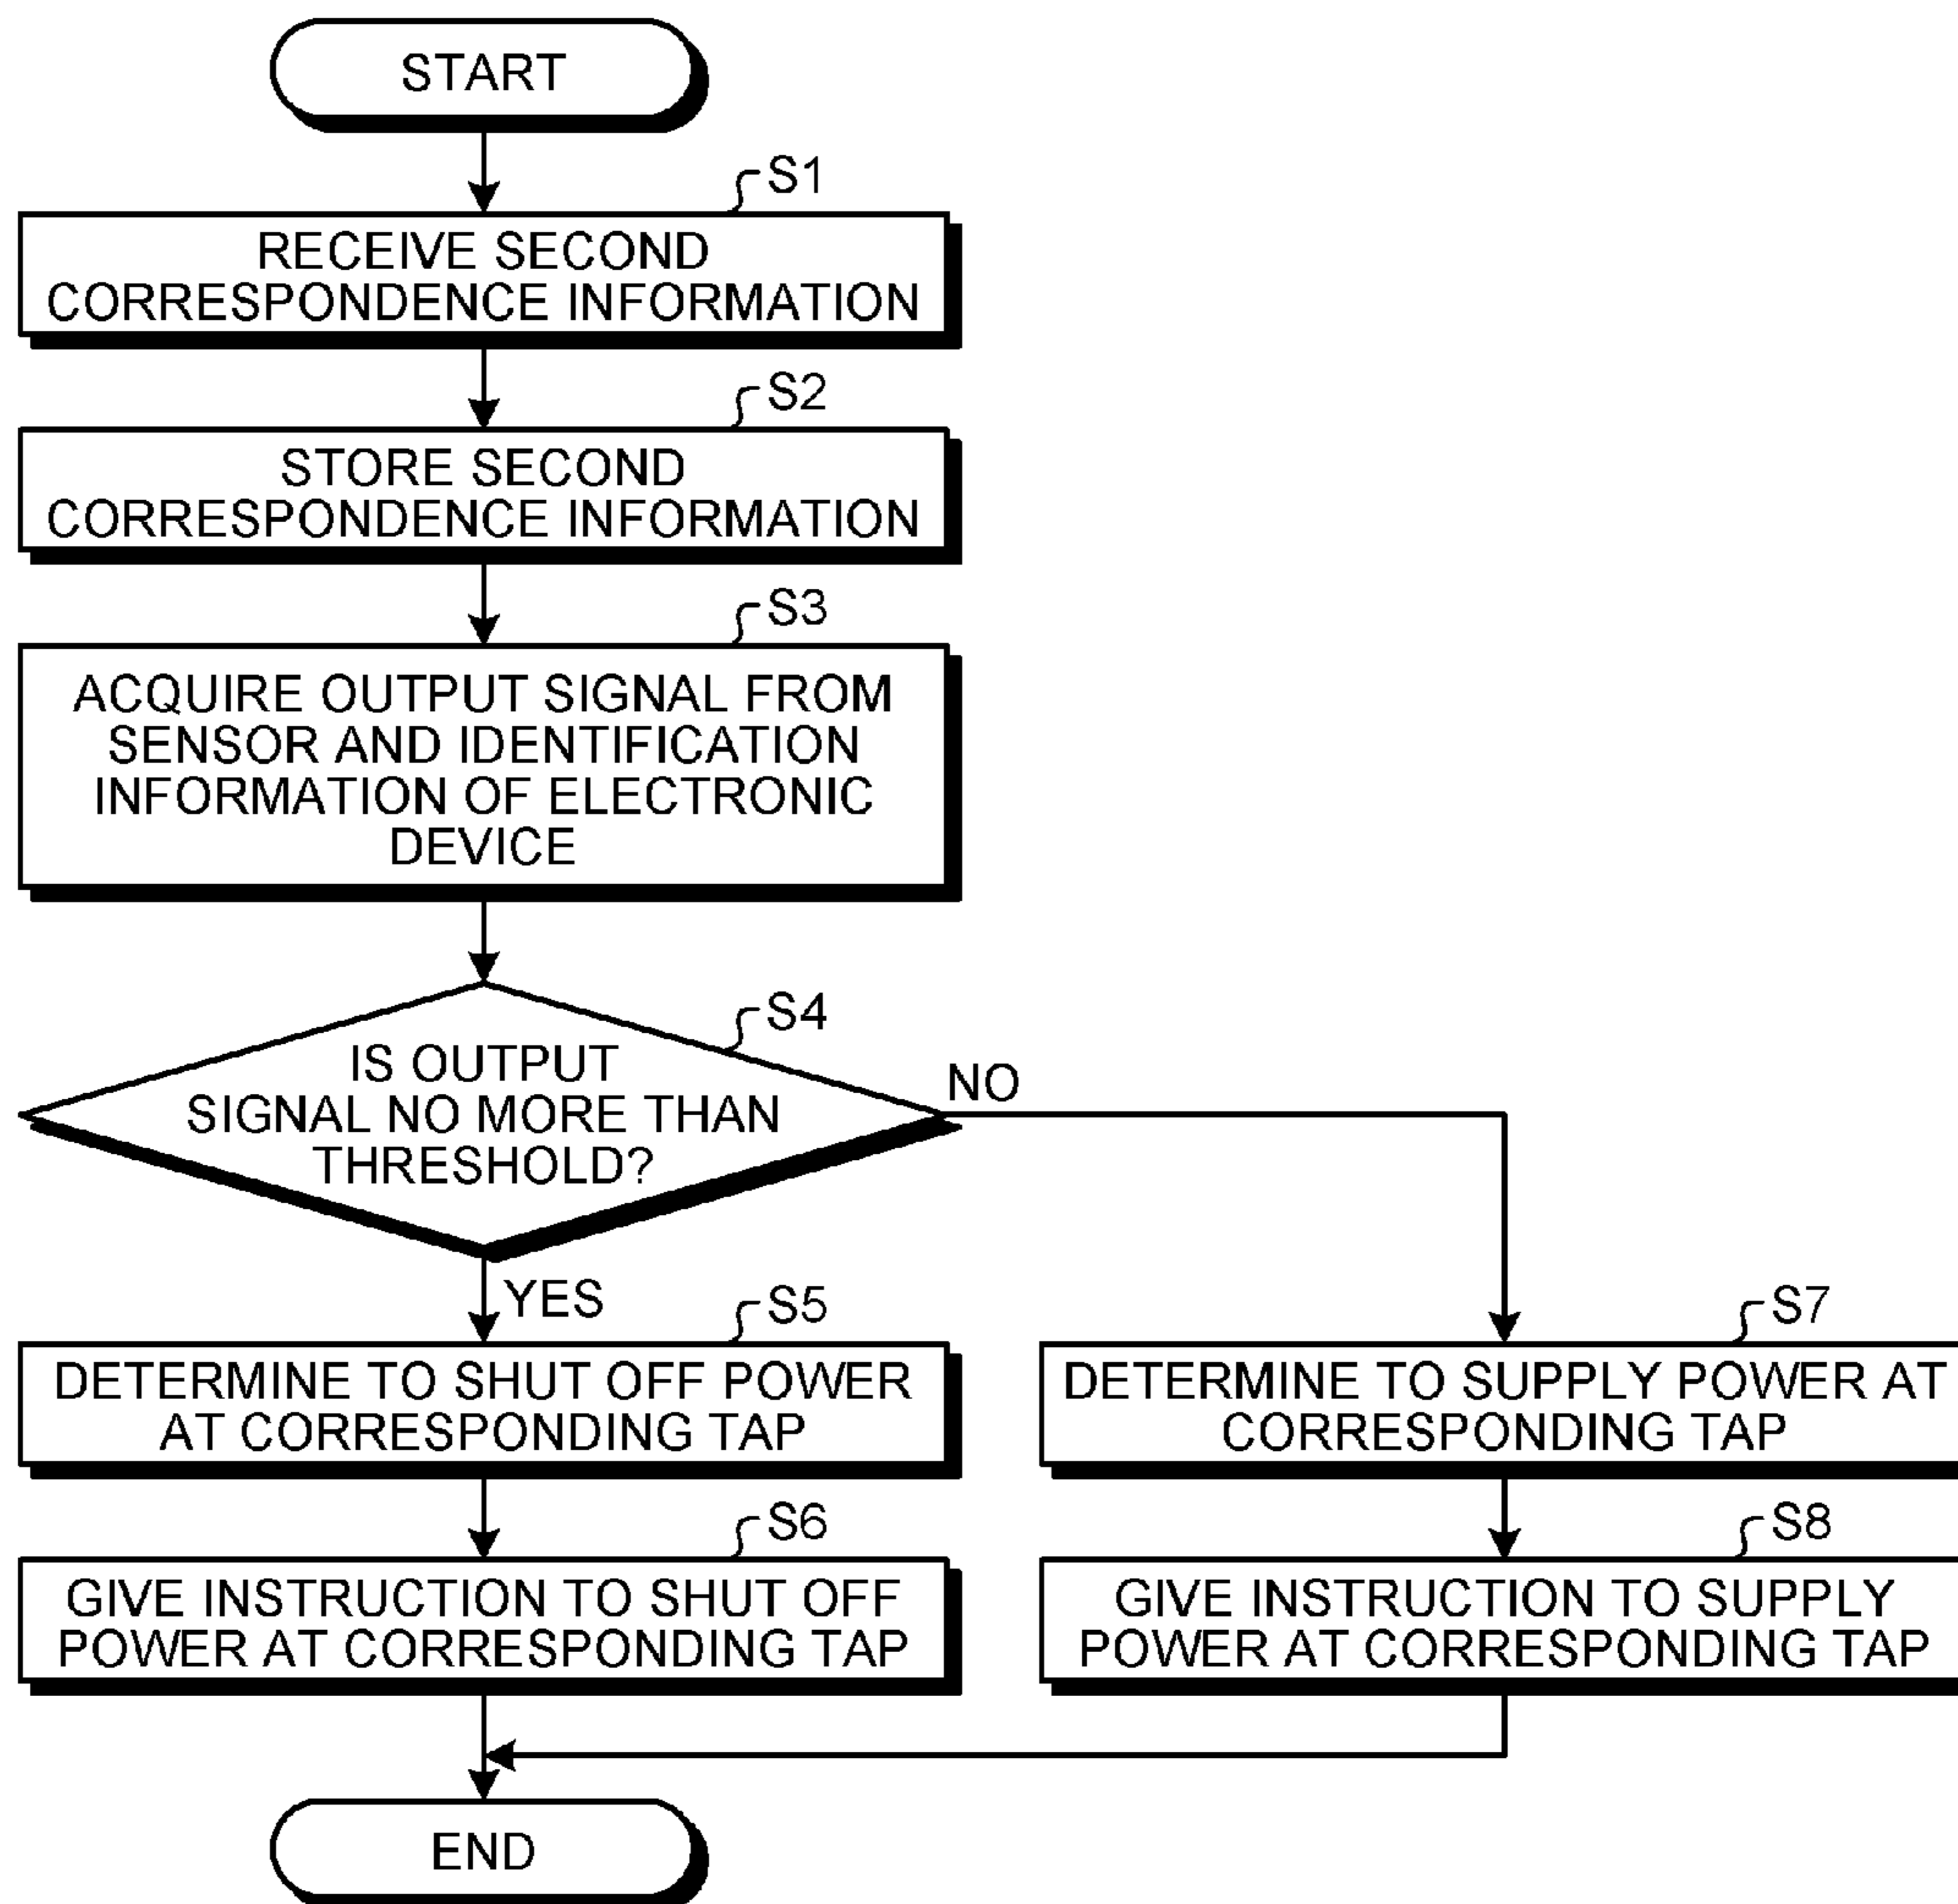 START
S1
RECEIVE SECOND
CORRESPONDENCE INFORMATION
S2
STORE SECOND
CORRESPONDENCE INFORMATION
S3
ACQUIRE OUTPUT SIGNAL FROM
SENSOR AND IDENTIFICATION
INFORMATION OF ELECTRONIC
DEVICE
S4
IS OUTPUT
SIGNAL NO MORE THAN
THRESHOLD?
NO
YES
S5
DETERMINE TO SHUT OFF POWER
AT CORRESPONDING TAP
S6
GIVE INSTRUCTION TO SHUT OFF
POWER AT CORRESPONDING TAP
S7
DETERMINE TO SUPPLY POWER AT
CORRESPONDING TAP
S8
GIVE INSTRUCTION TO SUPPLY
POWER AT CORRESPONDING TAP
END